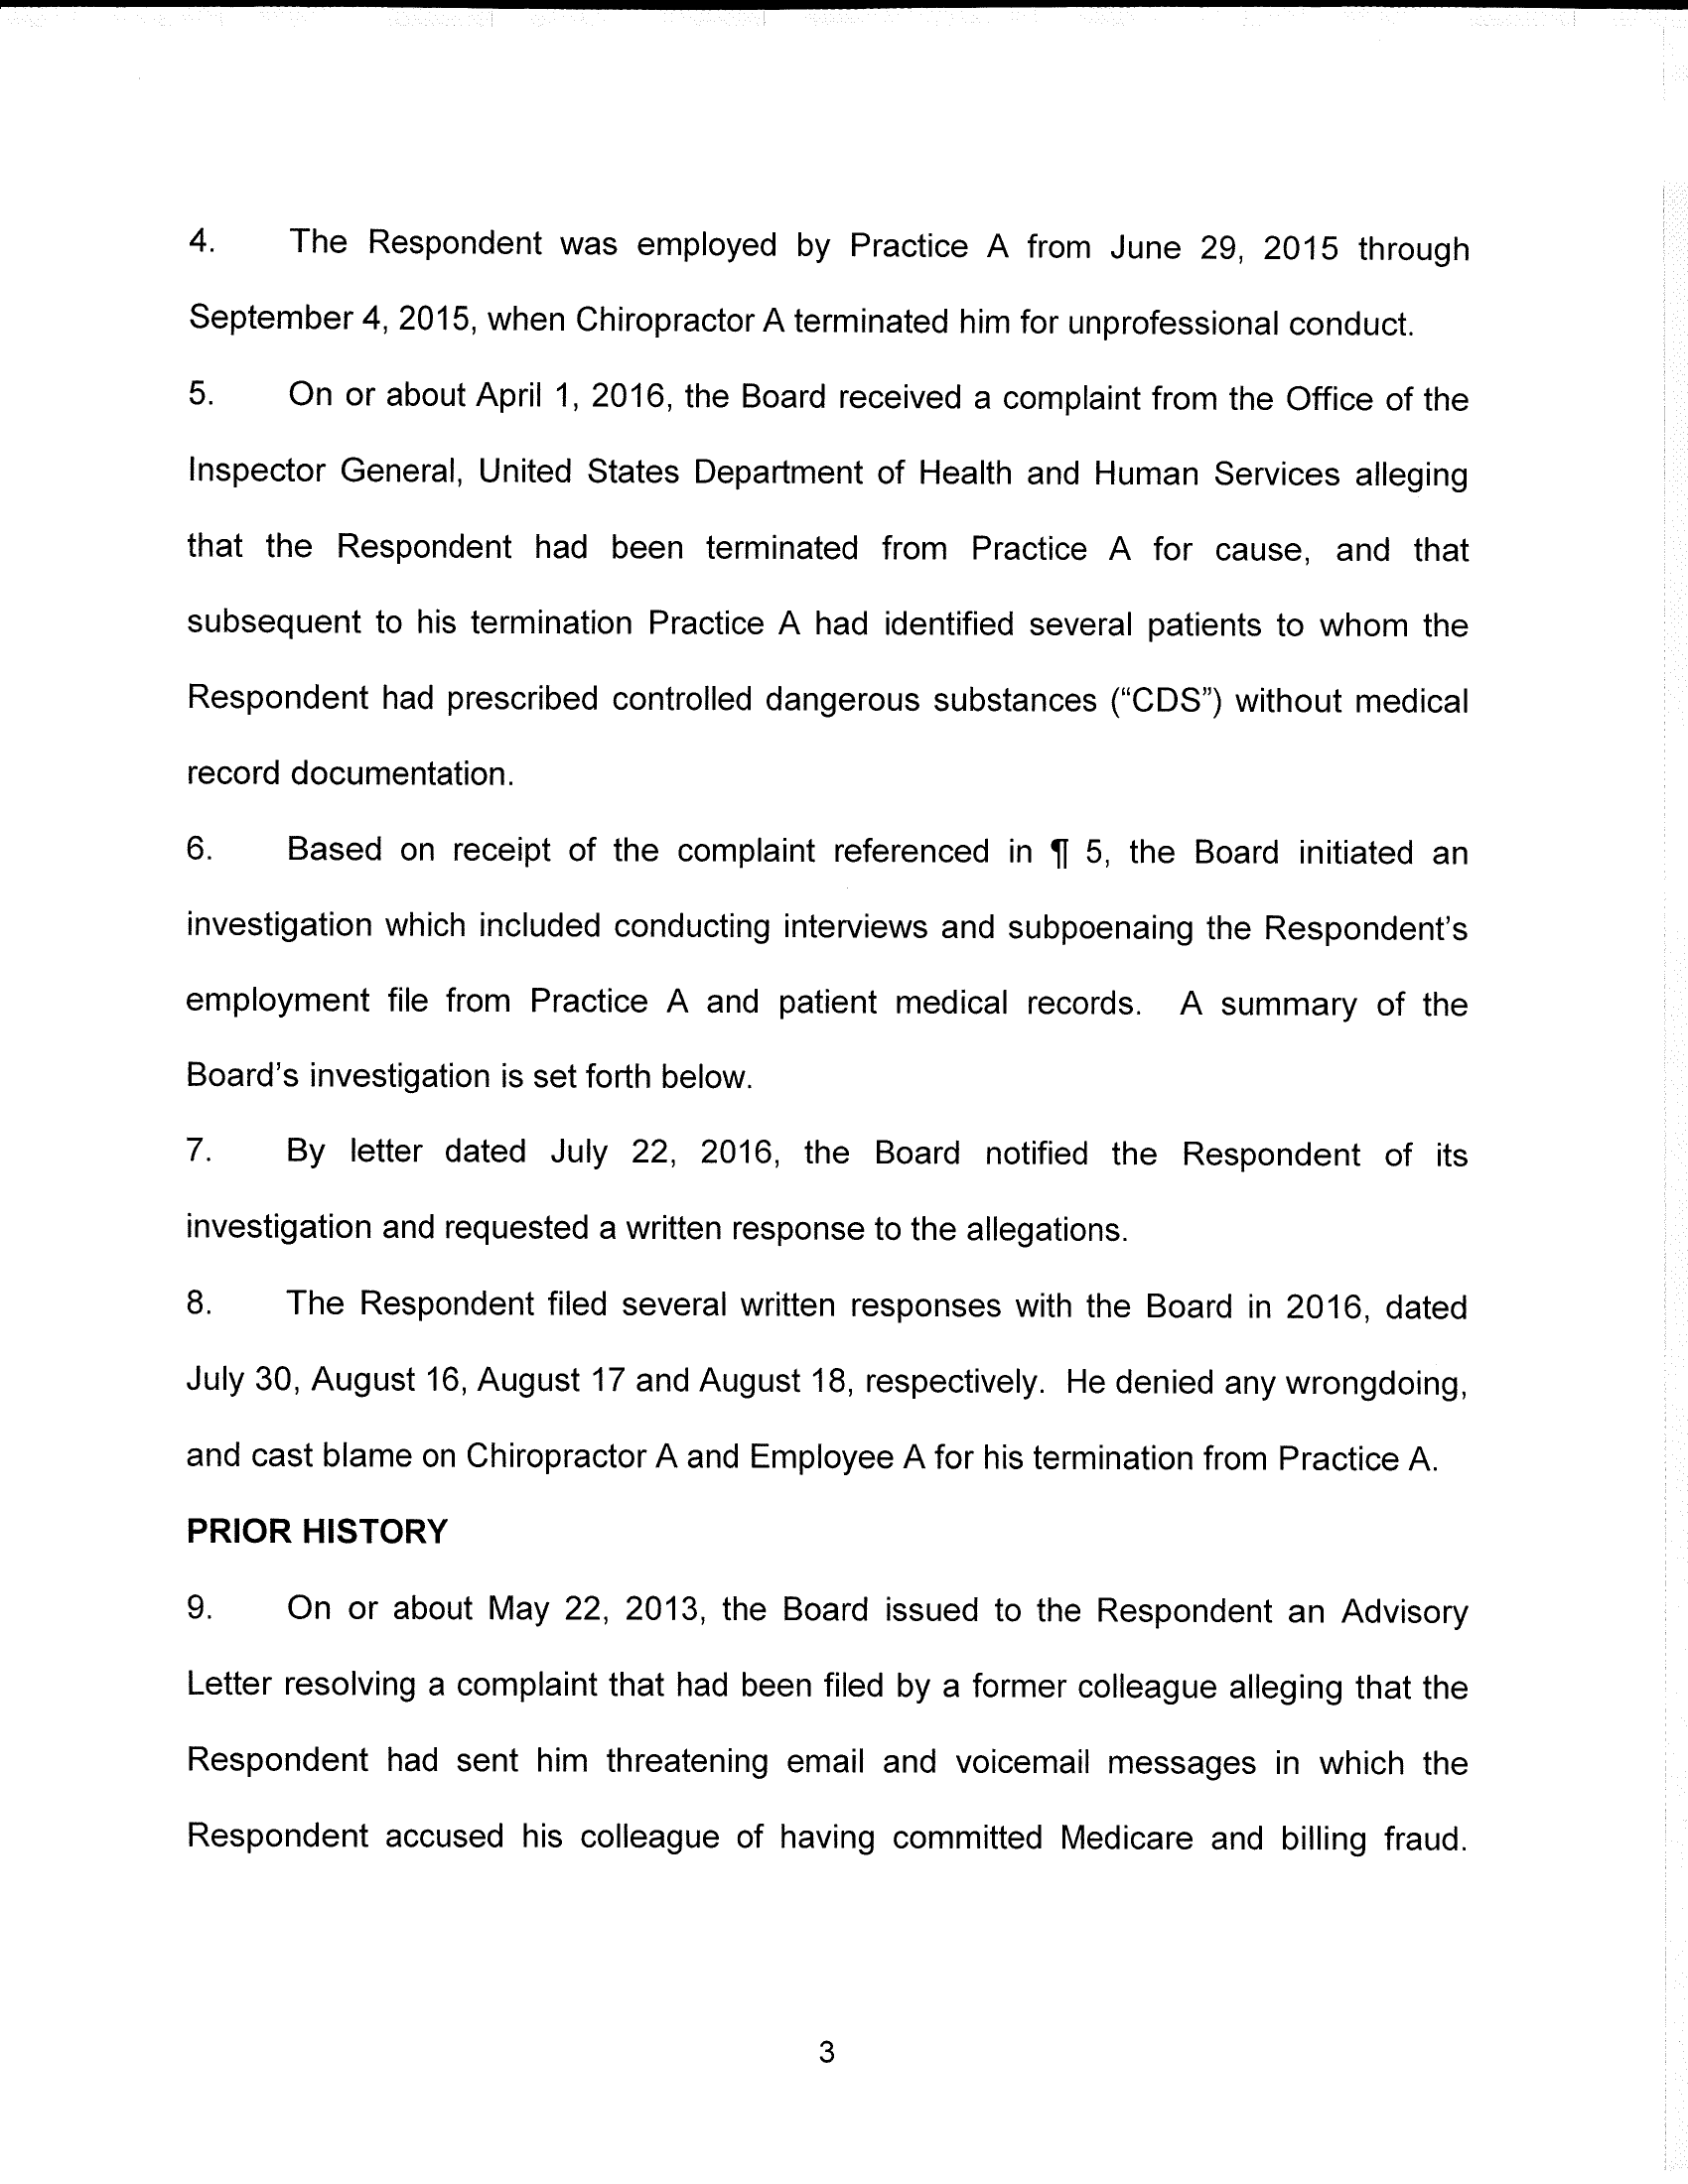 4. The Respondent was employed by Practice A from June 29, 2015 through
September 4, 2015, when Chiropractor A terminated him for unprofessional conduct.
5. On or about April 1, 2016, the Board received a complaint from the Office of the
Inspector General, United States Department of Health and Human Services alleging
that the Respondent had been terminated from Practice A for cause, and that
subsequent to his termination Practice A had identified several patients to whom the
Respondent had prescribed controlled dangerous substances (“CDS”) without medical
record documentation.
6. Based on receipt of the complaint referenced in ¶ 5, the Board initiated an
investigation which included conducting interviews and subpoenaing the Respondent’s
employment file from Practice A and patient medical records. A summary of the
Board’s investigation is set forth below.
7. By letter dated July 22, 2016, the Board notified the Respondent of its
investigation and requested a written response to the allegations.
8. The Respondent filed several written responses with the Board in 2016, dated
July 30, August 16, August 17 and August 18, respectively. He denied any wrongdoing,
and cast blame on Chiropractor A and Employee A for his termination from Practice A.
PRIOR HISTORY
9. On or about May 22, 2013, the Board issued to the Respondent an Advisory
Letter resolving a complaint that had been filed by a former colleague alleging that the
Respondent had sent him threatening email and voicemail messages in which the
Respondent accused his colleague of having committed Medicare and billing fraud.
3